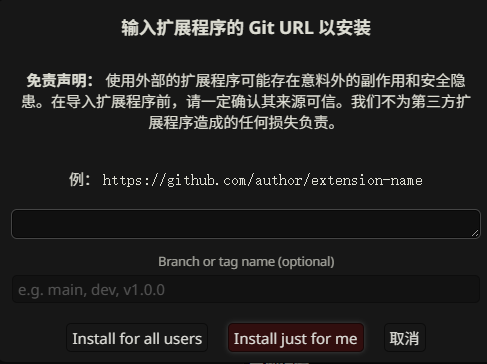 输入扩展程序的 Git URL 以安装
免责声明： 使用外部的扩展程序可能存在意料外的副作用和安全隐
患。在导入扩展程序前，请一定确认其来源可信。我们不为第三方扩
展程序造成的任何损失负责。
例： https://github.com/author/extension-name
Branch or tag name (optional)
e.g. main, dev, v1.0.0
Install for all users Install just for me 取消